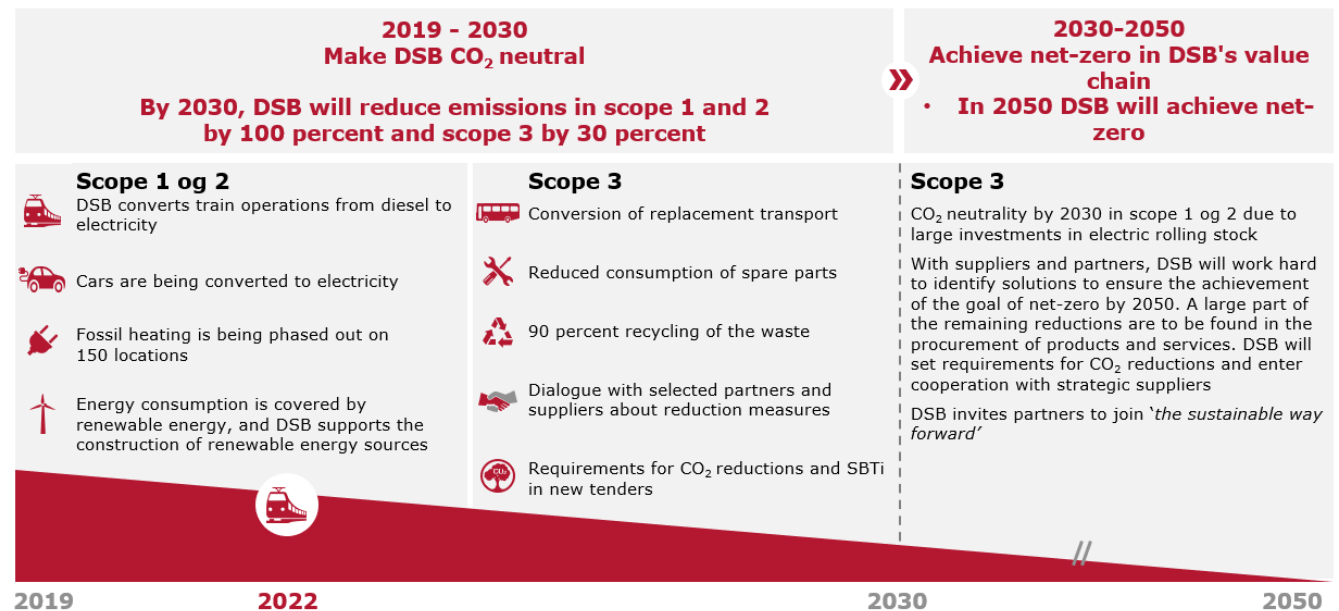 2019 - 2030
Make DSB CO₂ neutral
By 2030, DSB will reduce emissions in scope 1 and 2
by 100 percent and scope 3 by 30 percent
2030-2050
Achieve net-zero in DSB's value
chain
• In 2050 DSB will achieve net-
zero
Scope 1 og 2
DSB converts train operations from diesel to
electricity
Cars are being converted to electricity
Fossil heating is being phased out on
150 locations
Energy consumption is covered by
renewable energy, and DSB supports the
construction of renewable energy sources
Scope 3
Conversion of replacement transport
Reduced consumption of spare parts
90 percent recycling of the waste
Dialogue with selected partners and
suppliers about reduction measures
Requirements for CO₂ reductions and SBTi
in new tenders
Scope 3
CO₂ neutrality by 2030 in scope 1 og 2 due to
large investments in electric rolling stock
With suppliers and partners, DSB will work hard
to identify solutions to ensure the achievement
of the goal of net-zero by 2050. A large part of
the remaining reductions are to be found in the
procurement of products and services. DSB will
set requirements for CO₂ reductions and enter
cooperation with strategic suppliers
DSB invites partners to join ‘the sustainable way
forward’
2019
2022
2030
2050